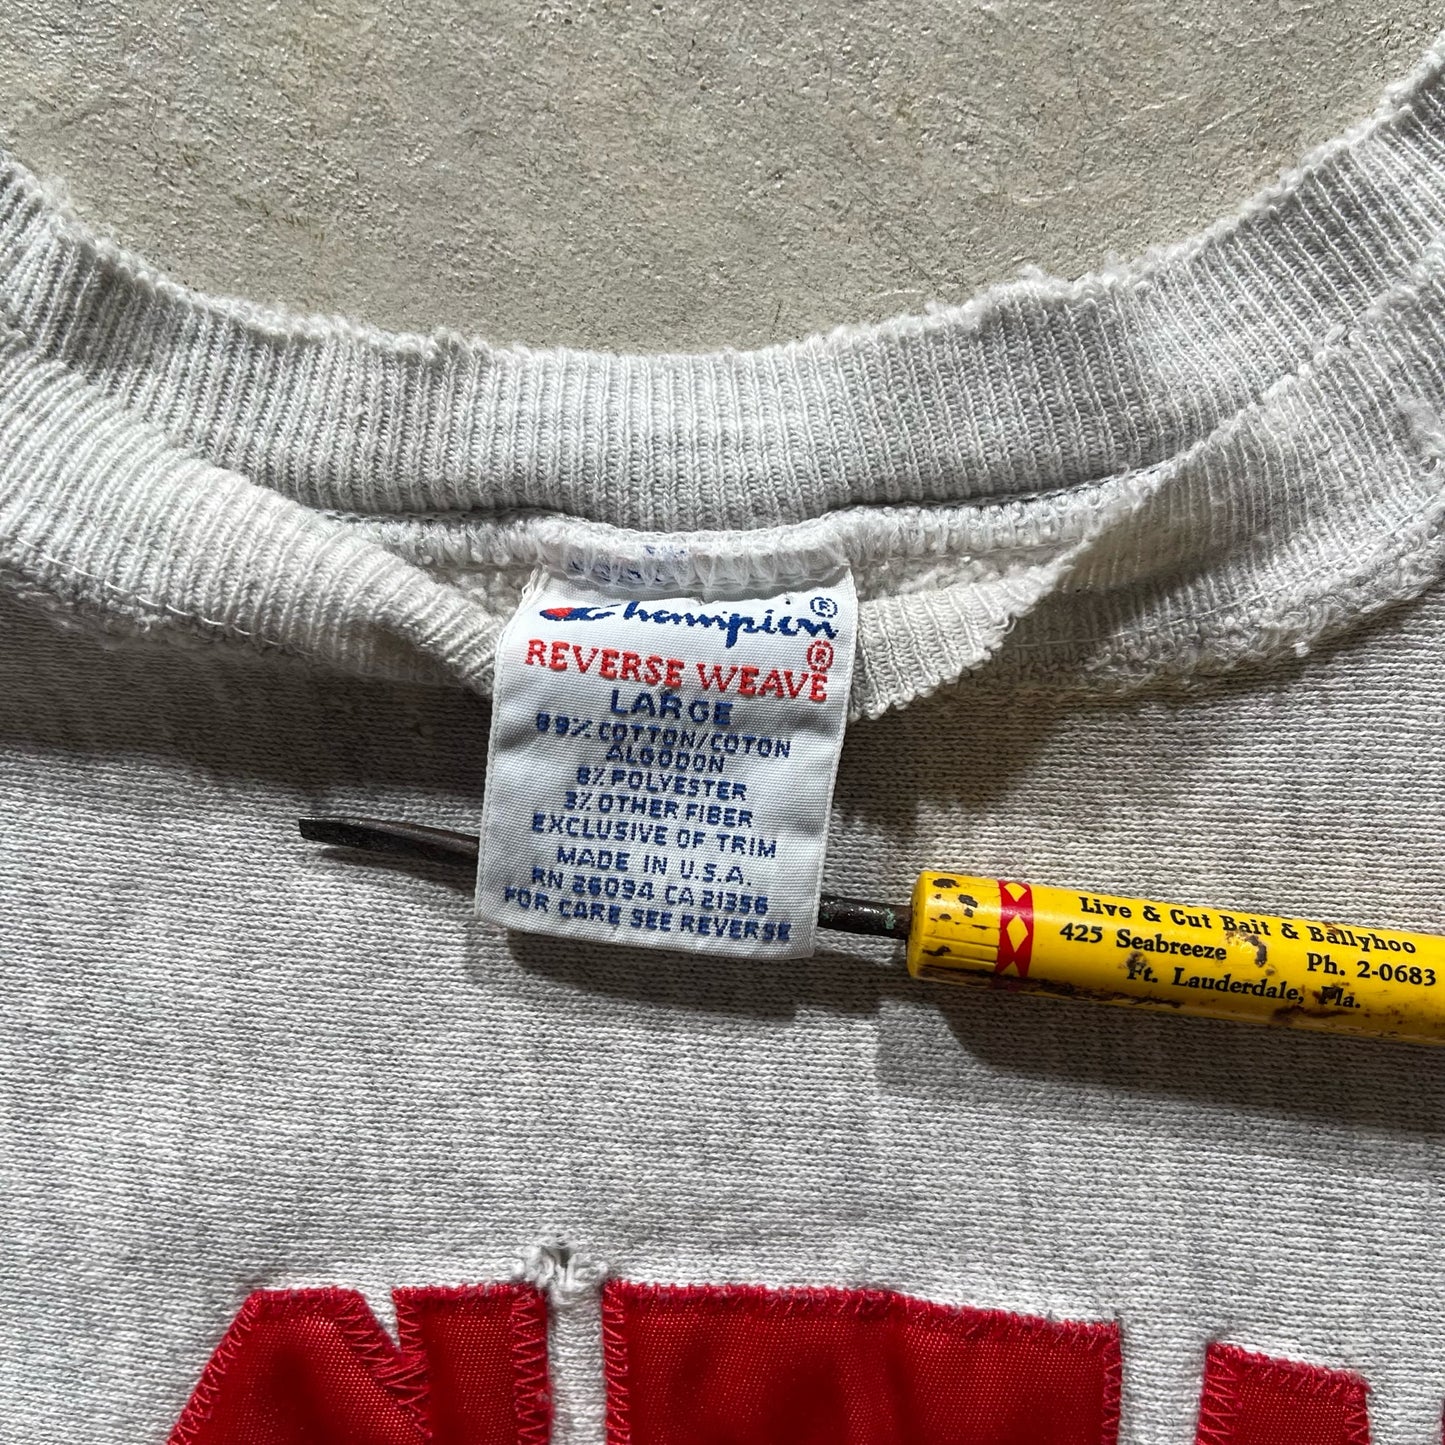 Champion®
REVERSE WEAVE®
LARGE
89% COTTON/COTON
ALGODON
8% POLYESTER
3% OTHER FIBER
EXCLUSIVE OF TRIM
MADE IN U.S.A.
RN 26094 CA 21356
FOR CARE SEE REVERSE
Live & Cut Bait & Ballyhoo
425 Seabreeze Ph. 2-0683
Ft. Lauderdale, Fla.